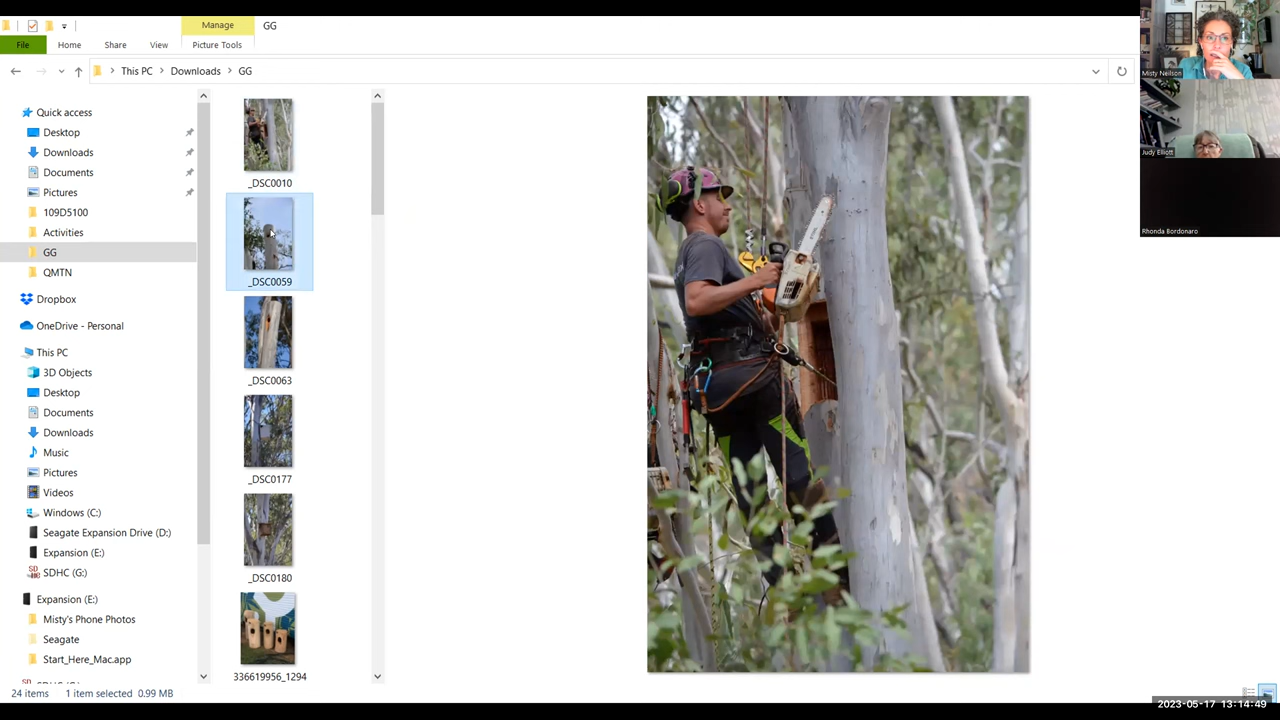 Manage
GG
File
Home
Share
View
Picture Tools
This PC
Downloads
GG
Quick access
Desktop
Downloads
Documents
Pictures
109D5100
Activities
GG
QMTN
Dropbox
OneDrive - Personal
This PC
3D Objects
Desktop
Documents
Downloads
Music
Pictures
Videos
Windows (C:)
Seagate Expansion Drive (D:)
Expansion (E:)
SDHC (G:)
Expansion (E:)
Misty's Phone Photos
Seagate
Start_Here_Mac.app
24 items
1 item selected 0.99 MB
_DSC0010
_DSC0059
_DSC0063
_DSC0177
_DSC0180
336619956_1294
Misty Neilson
Judy Elliott
Rhonda Bordonaro
2023-05-17 13:14:49